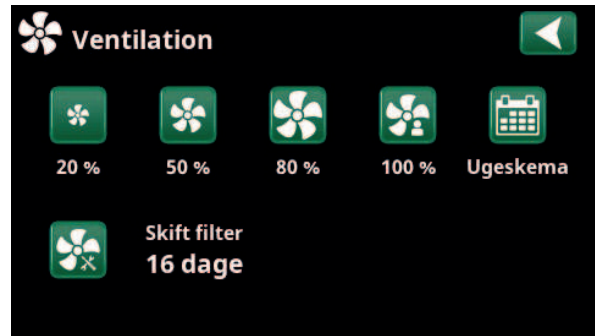 Ventilation
20 % 50 % 80 % 100 % Ugeskema
Skift filter
16 dage